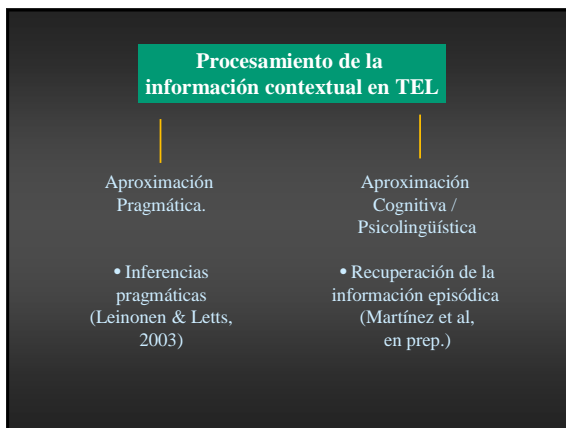 Procesamiento de la
información contextual en TEL
Aproximación
Pragmática.
• Inferencias
pragmáticas
(Leinonen & Letts,
2003)
Aproximación
Cognitiva /
Psicolingüística
• Recuperación de la
información episódica
(Martínez et al,
en prep.)